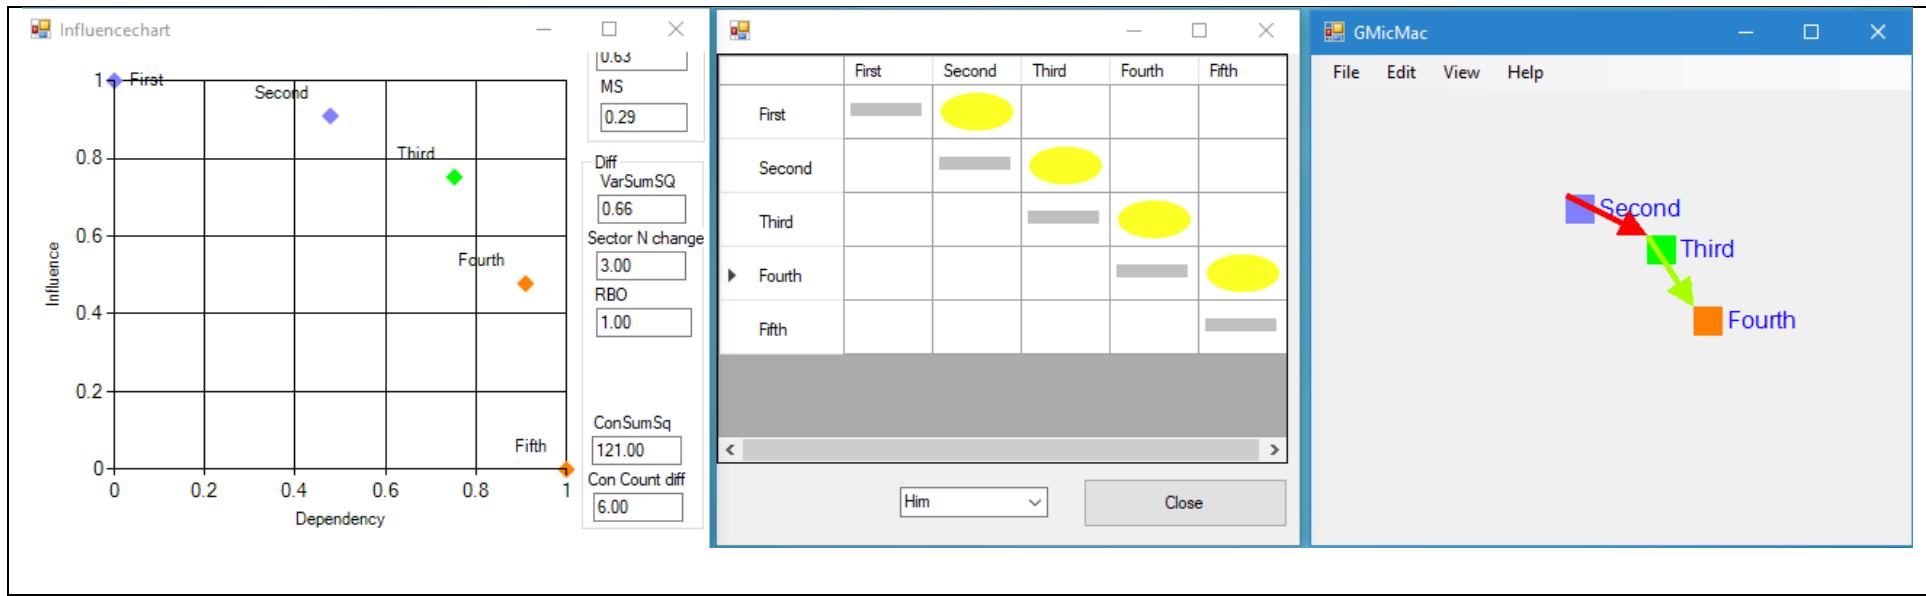 Influencechart
0.63
MS
0.29
Diff
VarSumSQ
0.66
Sector N change
3.00
RBO
1.00
ConSumSq
121.00
Con Count diff
6.00
1
First
Second
0.8
Third
0.6
Fourth
0.4
0.2
Fifth
0
0 0.2 0.4 0.6 0.8 1
Influence
Dependency
First Second Third Fourth Fifth
First
Second
Third
Fourth
Fifth
Him
Close
GMicMac
File Edit View Help
Second
Third
Fourth